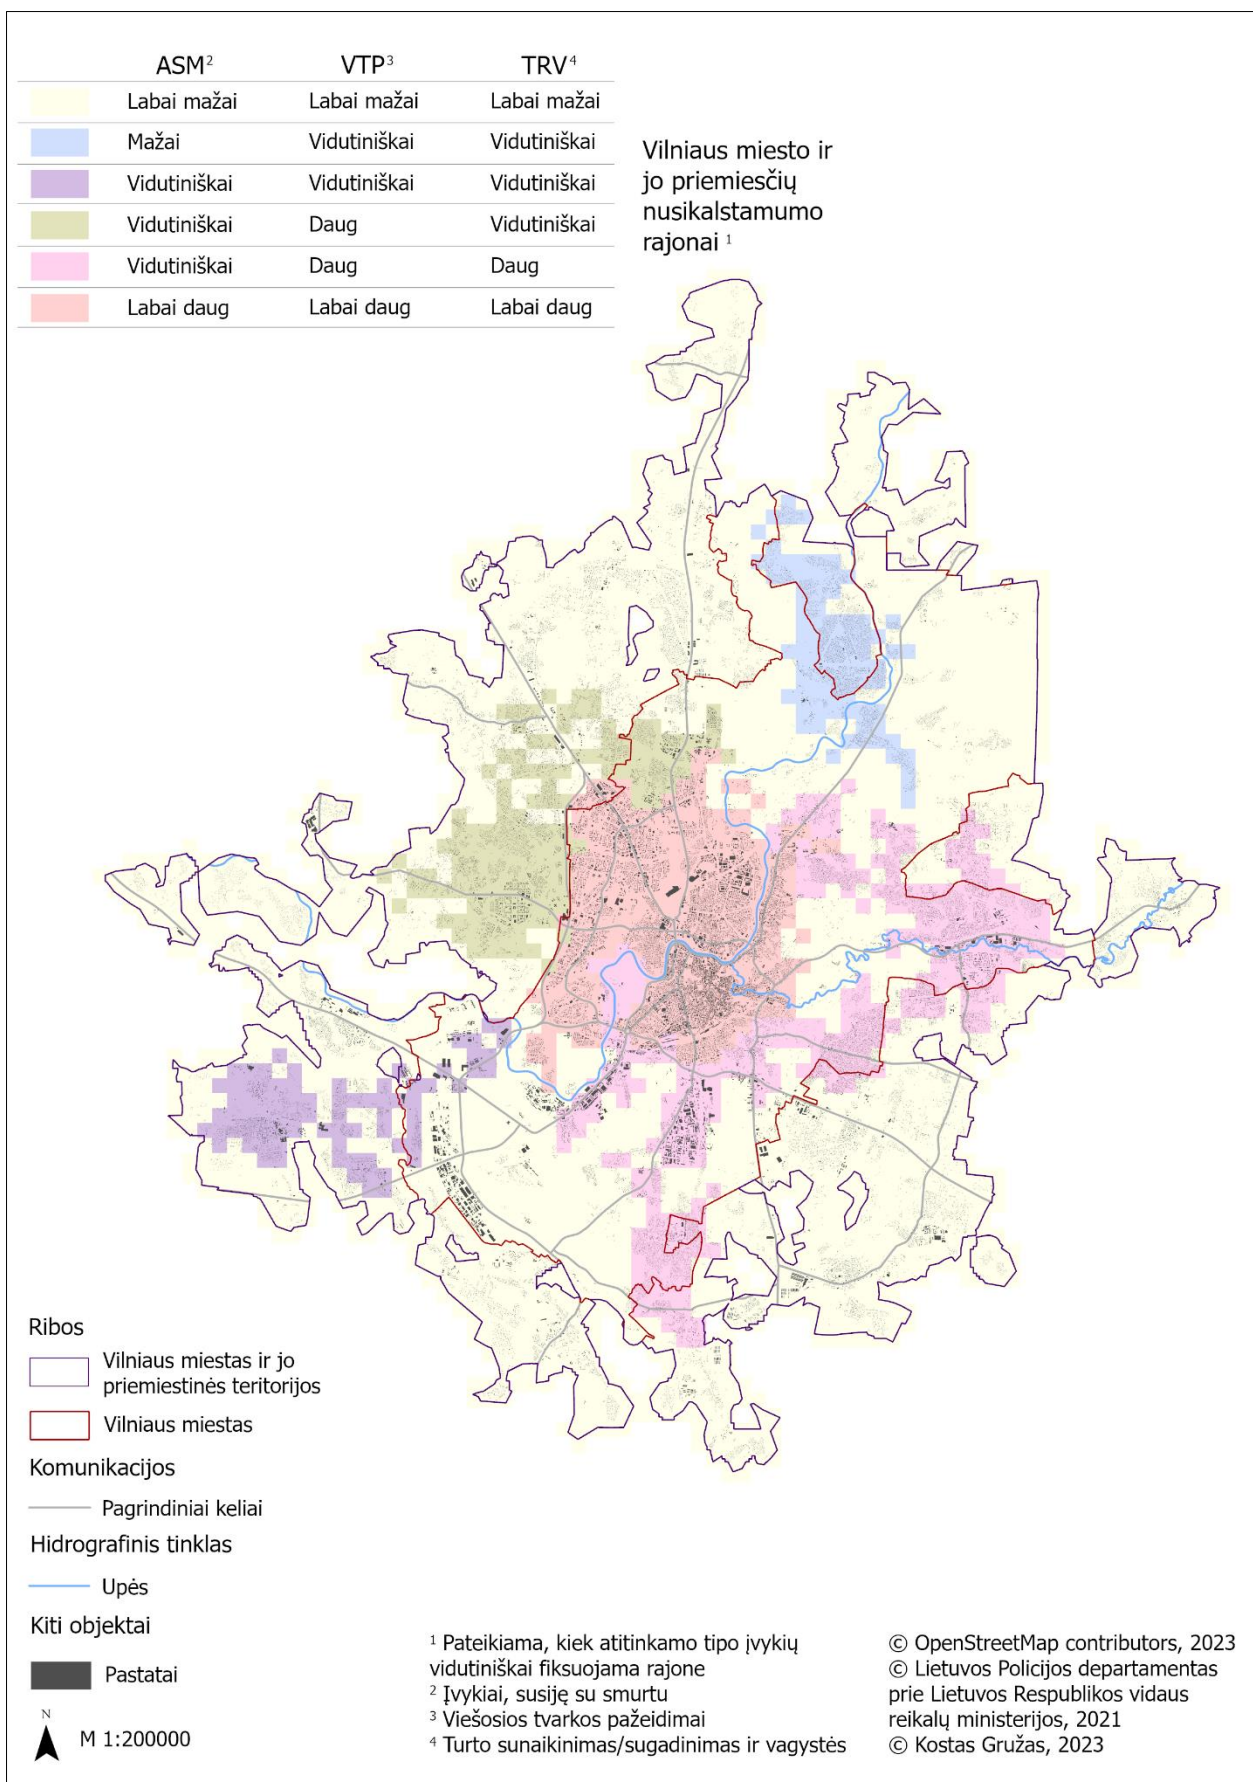 ASM² VTP³ TRV⁴
Labai mažai Labai mažai Labai mažai
Mažai Vidutiniškai Vidutiniškai
Vidutiniškai Vidutiniškai Vidutiniškai
Vidutiniškai Daug Vidutiniškai
Vidutiniškai Daug Daug
Labai daug Labai daug Labai daug
Vilniaus miesto ir
jo priemiesčių
nusikalstamumo
rajonai ¹
Ribos
Vilniaus miestas ir jo
priemiestinės teritorijos
Vilniaus miestas
Komunikacijos
Pagrindiniai keliai
Hidrografinis tinklas
Upės
Kiti objektai
Pastatai
N
M 1:200000
¹ Pateikiama, kiek atitinkamo tipo įvykių
vidutiniškai fiksuojama rajone
² Įvykiai, susiję su smurtu
³ Viešosios tvarkos pažeidimai
⁴ Turto sunaikinimas/sugadinimas ir vagystės
© OpenStreetMap contributors, 2023
© Lietuvos Policijos departamentas
prie Lietuvos Respublikos vidaus
reikalų ministerijos, 2021
© Kostas Gružas, 2023